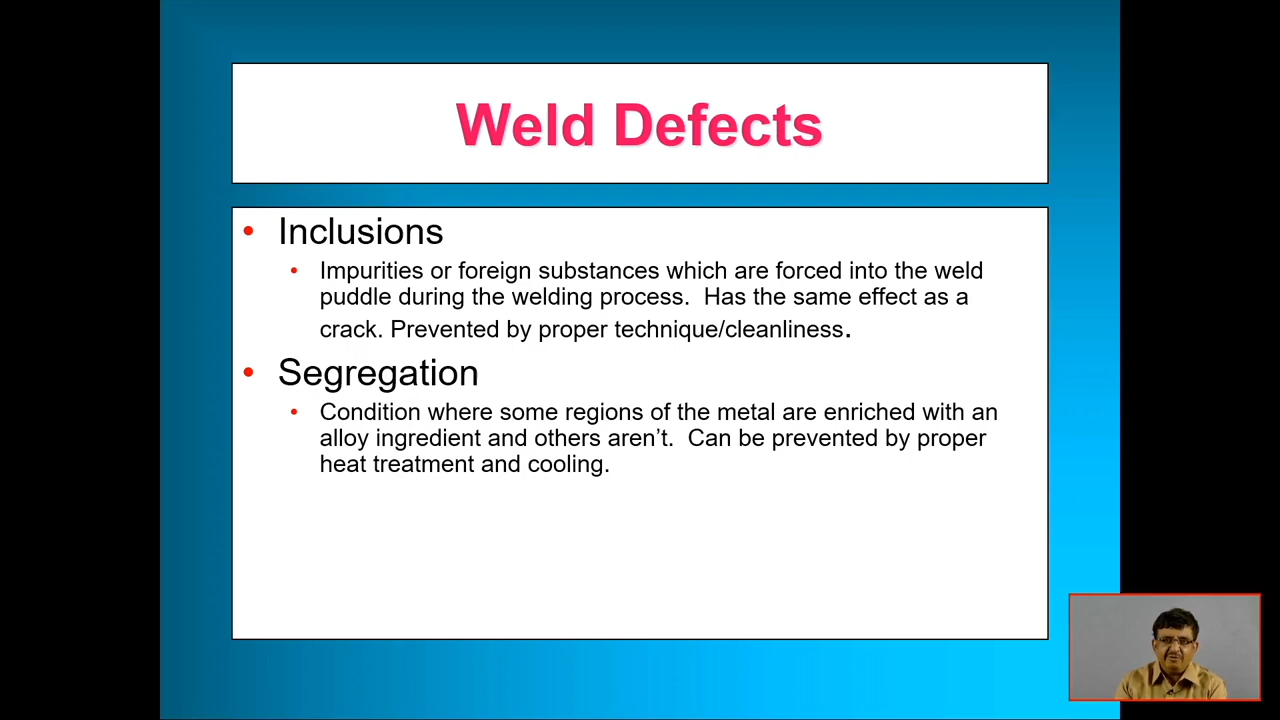 Weld Defects
• Inclusions
• Impurities or foreign substances which are forced into the weld
puddle during the welding process.  Has the same effect as a
crack. Prevented by proper technique/cleanliness.
• Segregation
• Condition where some regions of the metal are enriched with an
alloy ingredient and others aren’t.  Can be prevented by proper
heat treatment and cooling.